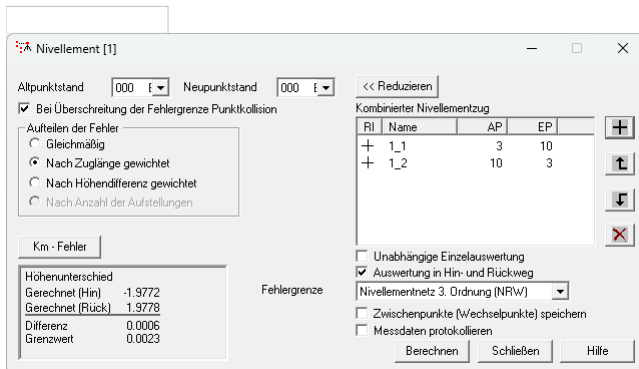 Nivellement [1]
Altpunktstand 000 Neupunktstand 000
<< Reduzieren
Bei Überschreitung der Fehlergrenze Punktkollision
Kombinierter Nivellementzug
Aufteilen der Fehler
Gleichmäßig
Nach Zuglänge gewichtet
Nach Höhendifferenz gewichtet
Nach Anzahl der Aufstellungen
RI Name AP EP
+ 1_1 3 10
+ 1_2 10 3
Km - Fehler
Unabhängige Einzelauswertung
Auswertung in Hin- und Rückweg
Höhenunterschied
Gerechnet (Hin) -1.9772
Gerechnet (Rück) 1.9778
Differenz 0.0006
Grenzwert 0.0023
Fehlergrenze
Nivellementnetz 3. Ordnung (NRW)
Zwischenpunkte (Wechselpunkte) speichern
Messdaten protokollieren
Berechnen Schließen Hilfe